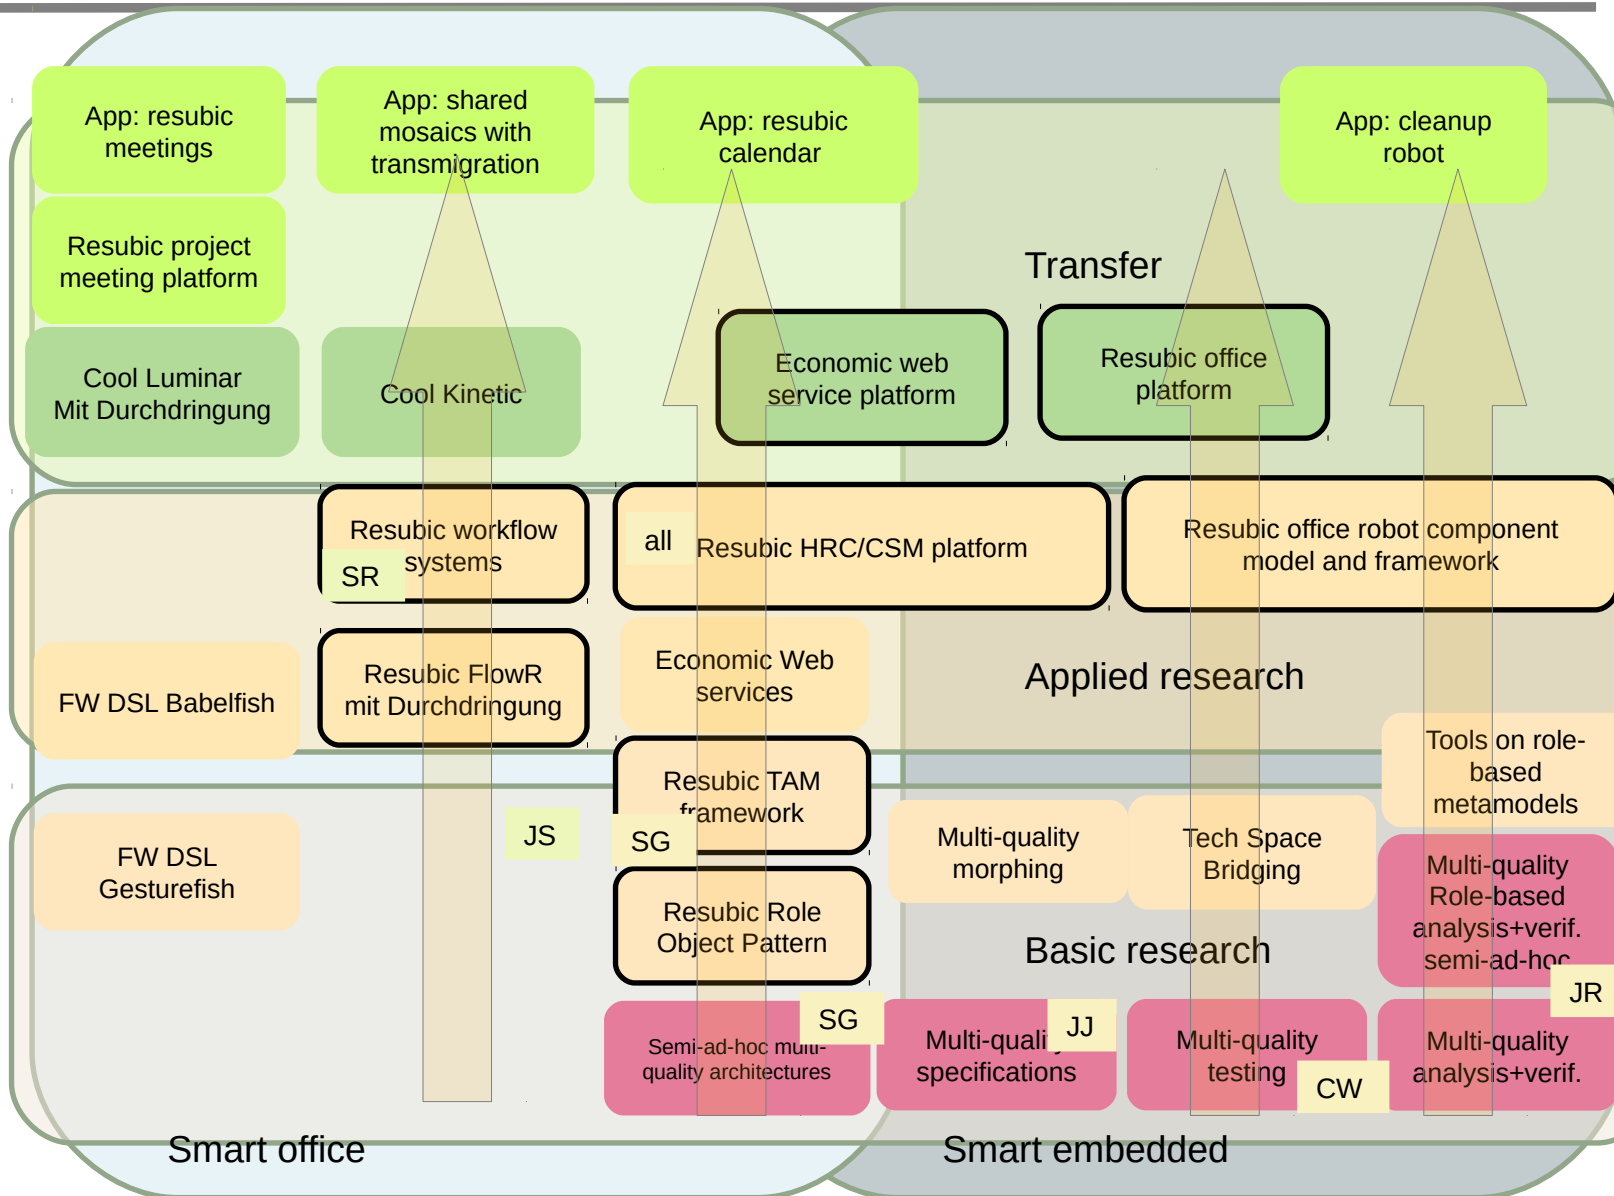 App: resubic
meetings
App: shared
mosaics with
transmigration
App: resubic
calendar
App: cleanup
robot
Resubic project
meeting platform
Transfer
Cool Luminar
Mit Durchdringung
Cool Kinetic
Economic web
service platform
Resubic office
platform
Resubic workflow
systems
SR
all
Resubic HRC/CSM platform
Resubic office robot component
model and framework
FW DSL Babelfish
Resubic FlowR
mit Durchdringung
Economic Web
services
Applied research
Tools on role-
based
metamodels
FW DSL
Gesturefish
JS
Resubic TAM
framework
SG
Multi-quality
morphing
Tech Space
Bridging
Multi-quality
Role-based
analysis+verif.
semi-ad-hoc
JR
Resubic Role
Object Pattern
Basic research
Semi-ad-hoc multi-
quality architectures
SG
Multi-quality
specifications
JJ
Multi-quality
testing
CW
Multi-quality
analysis+verif.
Smart office
Smart embedded